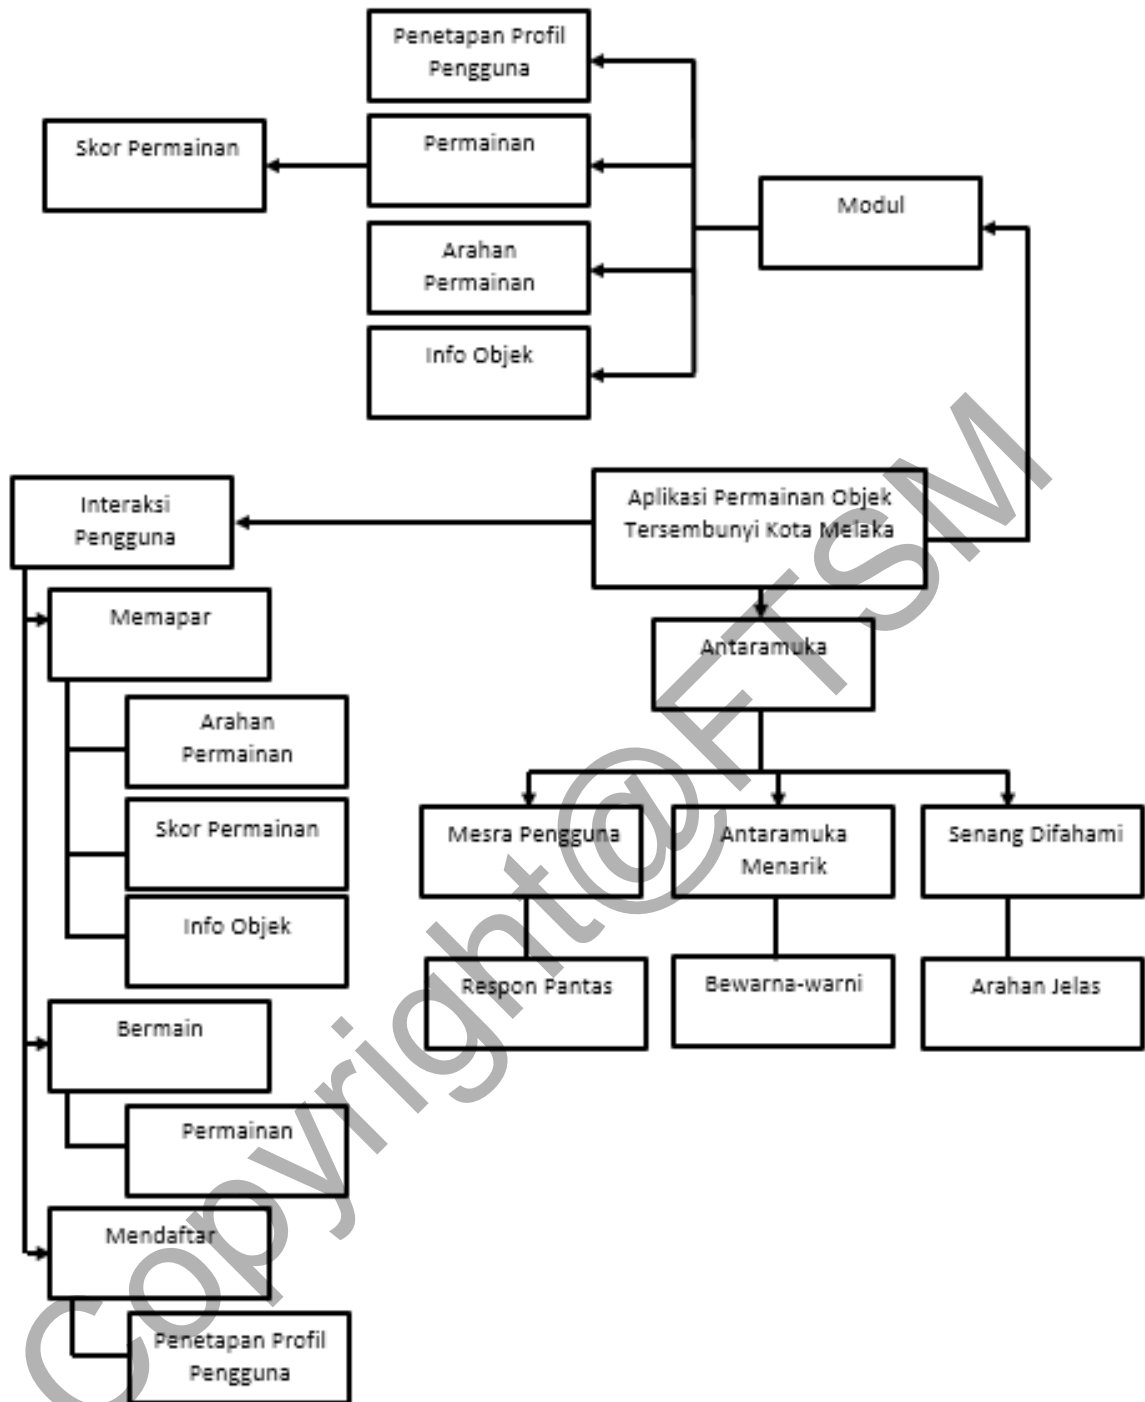 Penetapan Profil
Pengguna
Skor Permainan
Permainan
Modul
Arahan
Permainan
Info Objek
Interaksi
Pengguna
Aplikasi Permainan Objek
Tersembunyi Kota Melaka
Memapar
Antaramuka
Arahan
Permainan
Skor Permainan
Info Objek
Mesra Pengguna
Antaramuka
Menarik
Senang Difahami
Respon Pantas
Bewarna-warni
Arahan Jelas
Bermain
Permainan
Mendaftar
Penetapan Profil
Pengguna
Copyright@FTSM